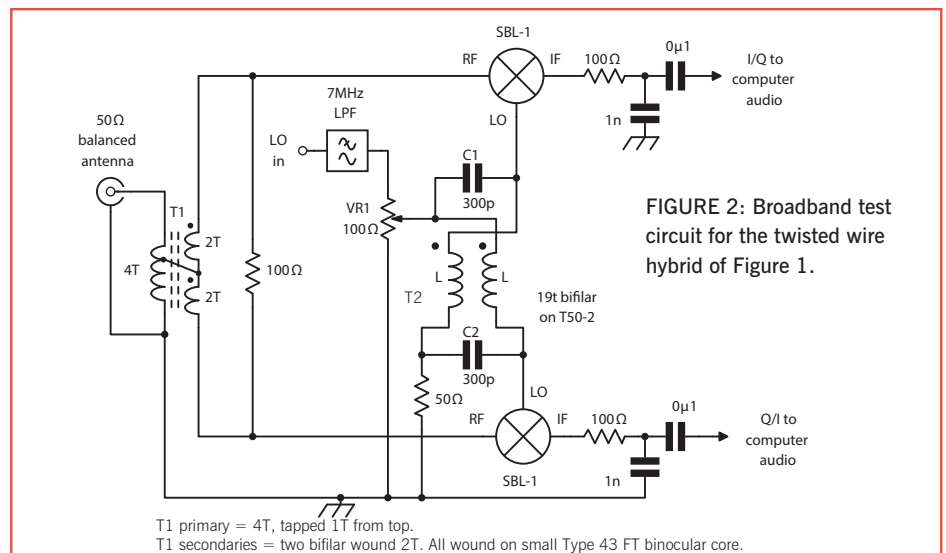 SBL-1
RF
IF
100Ω
0µ1
I/Q to
computer
audio
1n
LO
7MHz
LPF
LO
in
50Ω
balanced
antenna
T1
2T
4T
2T
100Ω
VR1
100Ω
C1
300p
FIGURE 2: Broadband test
circuit for the twisted wire
hybrid of Figure 1.
L
L
T2
19t bifilar
on T50-2
C2
300p
50Ω
LO
RF
IF
100Ω
0µ1
Q/I to
computer
audio
SBL-1
1n
T1 primary = 4T, tapped 1T from top.
T1 secondaries = two bifilar wound 2T. All wound on small Type 43 FT binocular core.